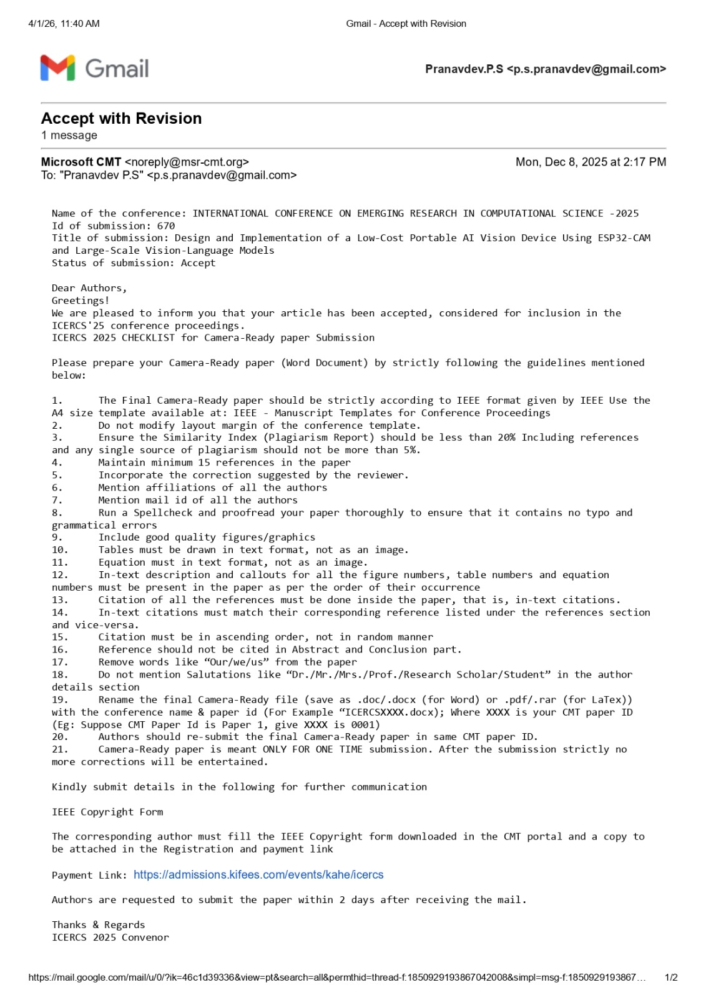 4/1/26, 11:40 AM
Gmail - Accept with Revision
Gmail
Pranavdev.P.S <p.s.pranavdev@gmail.com>
Accept with Revision
1 message
Microsoft CMT <noreply@msr-cmt.org>
Mon, Dec 8, 2025 at 2:17 PM
To: "Pranavdev P.S" <p.s.pranavdev@gmail.com>
Name of the conference: INTERNATIONAL CONFERENCE ON EMERGING RESEARCH IN COMPUTATIONAL SCIENCE -2025
Id of submission: 670
Title of submission: Design and Implementation of a Low-Cost Portable AI Vision Device Using ESP32-CAM
and Large-Scale Vision-Language Models
Status of submission: Accept
Dear Authors,
Greetings!
We are pleased to inform you that your article has been accepted, considered for inclusion in the
ICERCS'25 conference proceedings.
ICERCS 2025 CHECKLIST for Camera-Ready paper Submission
Please prepare your Camera-Ready paper (Word Document) by strictly following the guidelines mentioned
below:
1. The Final Camera-Ready paper should be strictly according to IEEE format given by IEEE Use the
A4 size template available at: IEEE - Manuscript Templates for Conference Proceedings
2. Do not modify layout margin of the conference template.
3. Ensure the Similarity Index (Plagiarism Report) should be less than 20% Including references
and any single source of plagiarism should not be more than 5%.
4. Maintain minimum 15 references in the paper
5. Incorporate the correction suggested by the reviewer.
6. Mention affiliations of all the authors
7. Mention mail id of all the authors
8. Run a Spellcheck and proofread your paper thoroughly to ensure that it contains no typo and
grammatical errors
9. Include good quality figures/graphics
10. Tables must be drawn in text format, not as an image.
11. Equation must in text format, not as an image.
12. In-text description and callouts for all the figure numbers, table numbers and equation
numbers must be present in the paper as per the order of their occurrence
13. Citation of all the references must be done inside the paper, that is, in-text citations.
14. In-text citations must match their corresponding reference listed under the references section
and vice-versa.
15. Citation must be in ascending order, not in random manner
16. Reference should not be cited in Abstract and Conclusion part.
17. Remove words like “Our/we/us” from the paper
18. Do not mention Salutations like “Dr./Mr./Mrs./Prof./Research Scholar/Student” in the author
details section
19. Rename the final Camera-Ready file (save as .doc/.docx (for Word) or .pdf/.rar (for LaTex))
with the conference name & paper id (For Example “ICERCSXXXX.docx); Where XXXX is your CMT paper ID
(Eg: Suppose CMT Paper Id is Paper 1, give XXXX is 0001)
20. Authors should re-submit the final Camera-Ready paper in same CMT paper ID.
21. Camera-Ready paper is meant ONLY FOR ONE TIME submission. After the submission strictly no
more corrections will be entertained.
Kindly submit details in the following for further communication
IEEE Copyright Form
The corresponding author must fill the IEEE Copyright form downloaded in the CMT portal and a copy to
be attached in the Registration and payment link
Payment Link: https://admissions.kifees.com/events/kahe/icercs
Authors are requested to submit the paper within 2 days after receiving the mail.
Thanks & Regards
ICERCS 2025 Convenor
https://mail.google.com/mail/u/0/?ik=46c1d39336&view=pt&search=all&permthid=thread-f:1850929193867042008&simpl=msg-f:1850929193867…
1/2